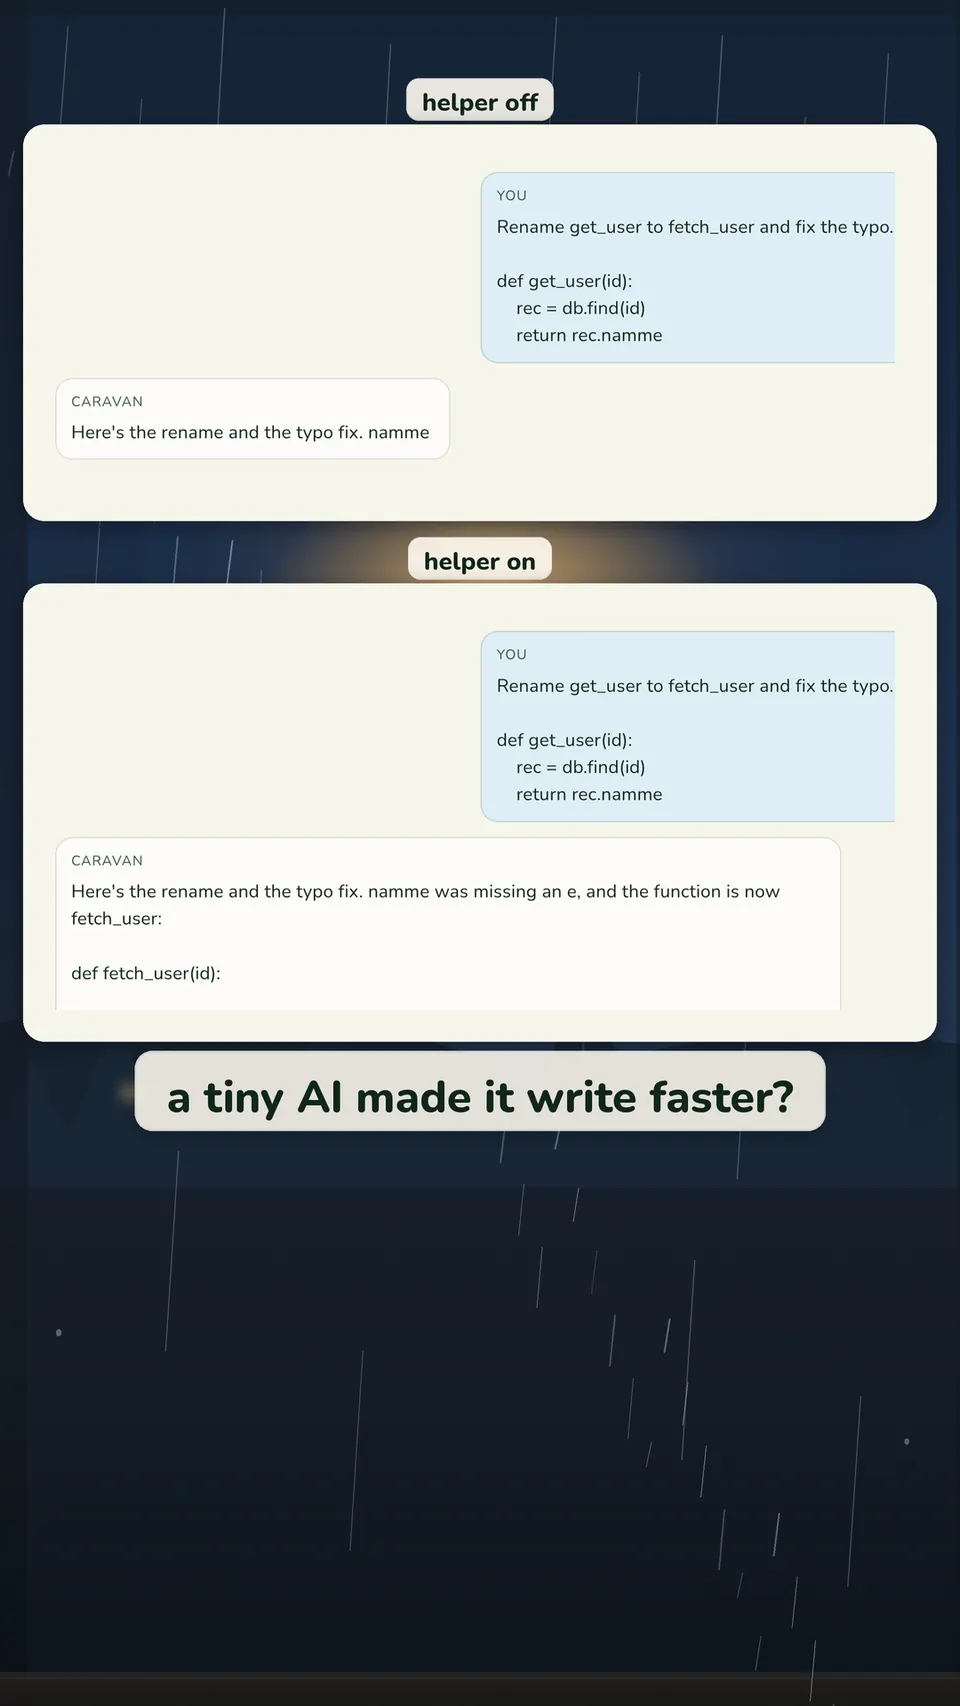 helper off
YOU
Rename get_user to fetch_user and fix the typo.
def get_user(id):
    rec = db.find(id)
    return rec.namme
CARAVAN
Here's the rename and the typo fix. namme
helper on
YOU
Rename get_user to fetch_user and fix the typo.
def get_user(id):
    rec = db.find(id)
    return rec.namme
CARAVAN
Here's the rename and the typo fix. namme was missing an e, and the function is now
fetch_user:
def fetch_user(id):
a tiny AI made it write faster?